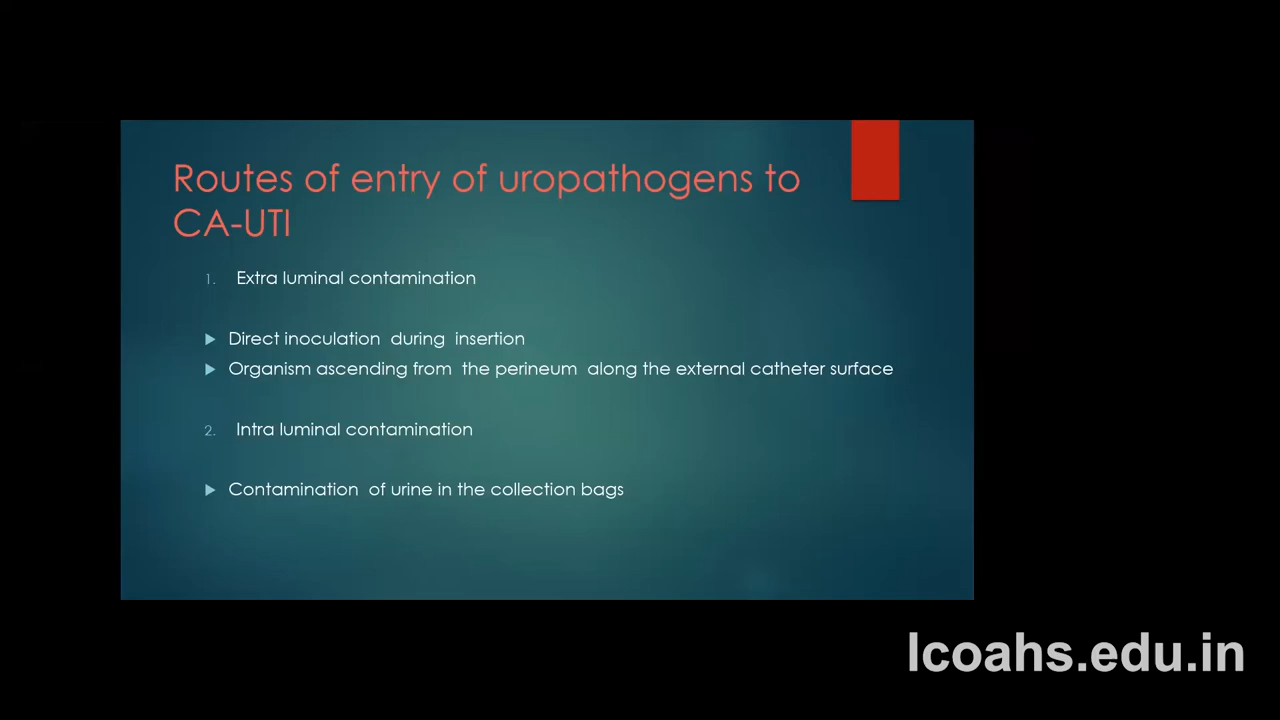 Routes of entry of uropathogens to
CA-UTI
1. Extra luminal contamination
Direct inoculation during insertion
Organism ascending from the perineum along the external catheter surface
2. Intra luminal contamination
Contamination of urine in the collection bags
lcoahs.edu.in